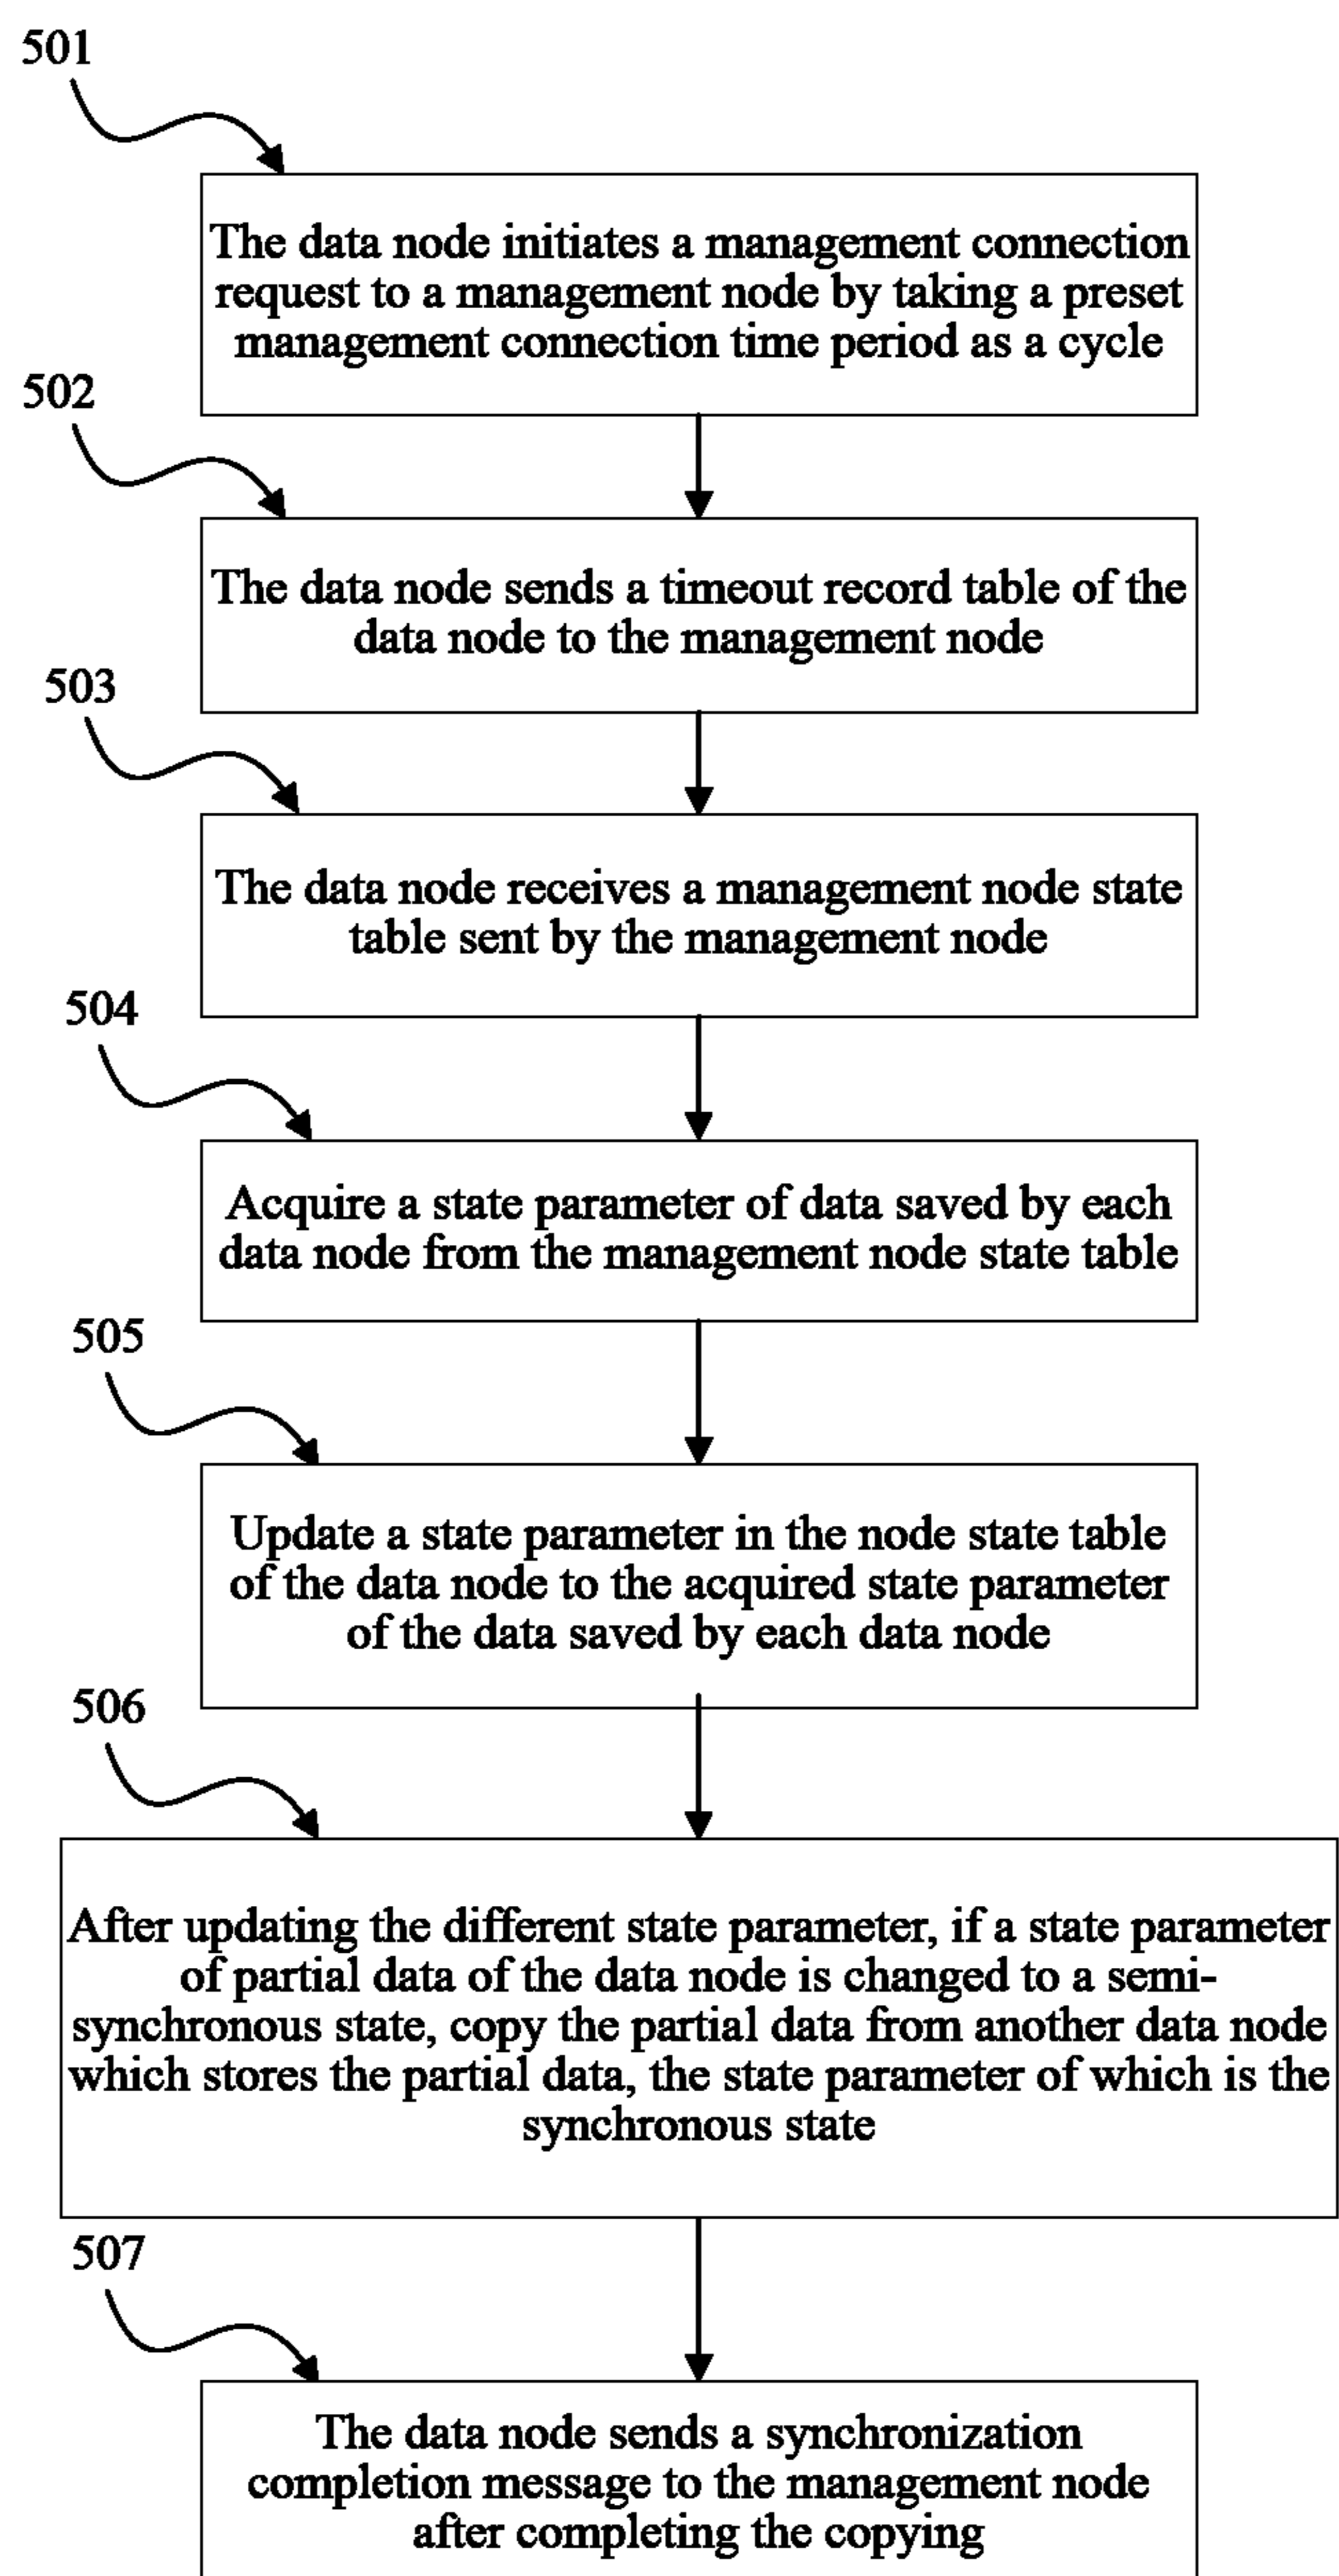 501
The data node initiates a management connection
request to a management node by taking a preset
management connection time period as a cycle
502
The data node sends a timeout record table of the
data node to the management node
503
The data node receives a management node state
table sent by the management node
504
Acquire a state parameter of data saved by each
data node from the management node state table
505
Update a state parameter in the node state table
of the data node to the acquired state parameter
of the data saved by each data node
506
After updating the different state parameter, if a state parameter
of partial data of the data node is changed to a semi-
synchronous state, copy the partial data from another data node
which stores the partial data, the state parameter of which is the
synchronous state
507
The data node sends a synchronization
completion message to the management node
after completing the copying